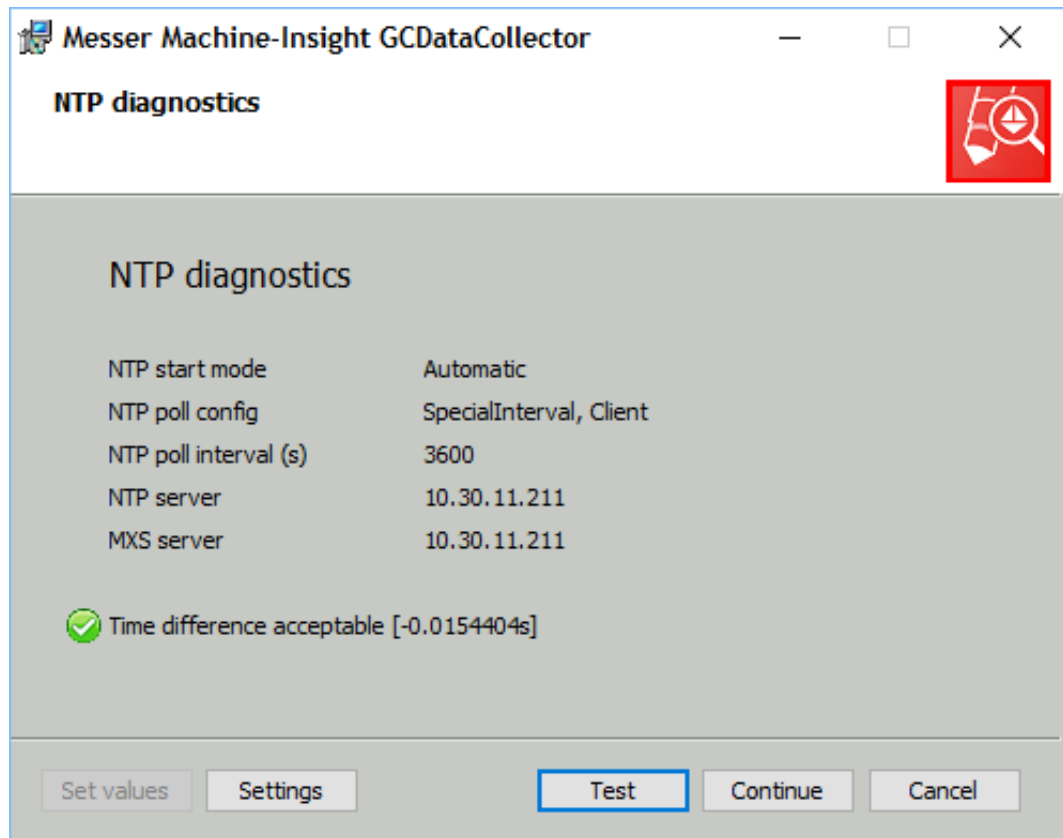 Messer Machine-Insight GCDataCollector
NTP diagnostics
NTP diagnostics
NTP start mode Automatic
NTP poll config SpecialInterval, Client
NTP poll interval (s) 3600
NTP server 10.30.11.211
MXS server 10.30.11.211
Time difference acceptable [-0.0154404s]
Set values Settings Test Continue Cancel